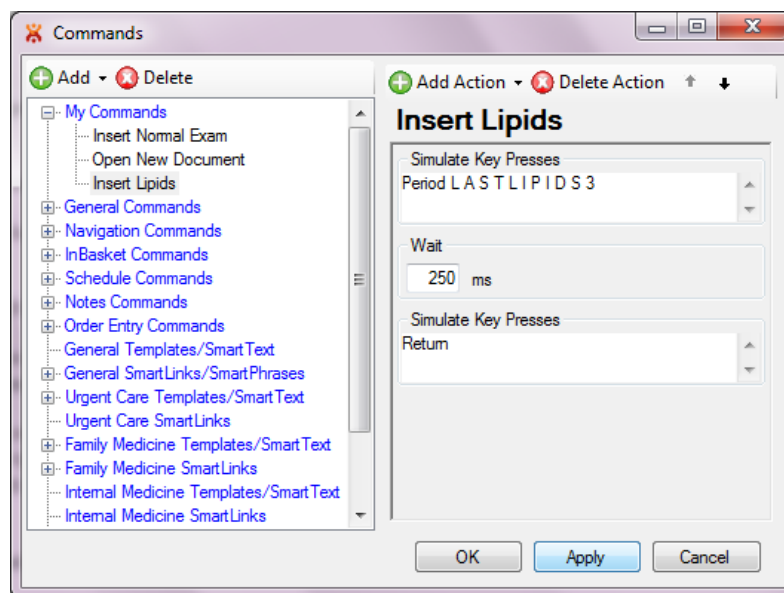 Commands
Add Delete
My Commands
Insert Normal Exam
Open New Document
Insert Lipids
General Commands
Navigation Commands
InBasket Commands
Schedule Commands
Notes Commands
Order Entry Commands
General Templates/SmartText
General SmartLinks/SmartPhrases
Urgent Care Templates/SmartText
Urgent Care SmartLinks
Family Medicine Templates/SmartText
Family Medicine SmartLinks
Internal Medicine Templates/SmartText
Internal Medicine SmartLinks
Add Action Delete Action
Insert Lipids
Simulate Key Presses
Period L A S T L I P I D S 3
Wait
250 ms
Simulate Key Presses
Return
OK Apply Cancel